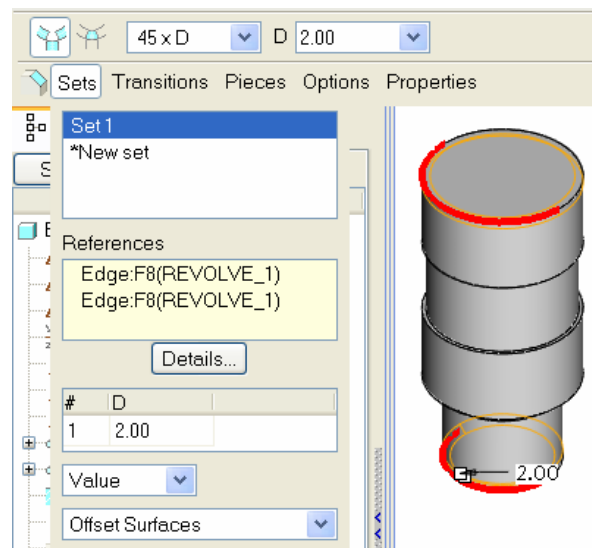 45 x D D 2.00
Sets Transitions Pieces Options Properties
Set 1
*New set
References
Edge:F8(REVOLVE_1)
Edge:F8(REVOLVE_1)
Details...
# D
1 2.00
Value
Offset Surfaces
2.00